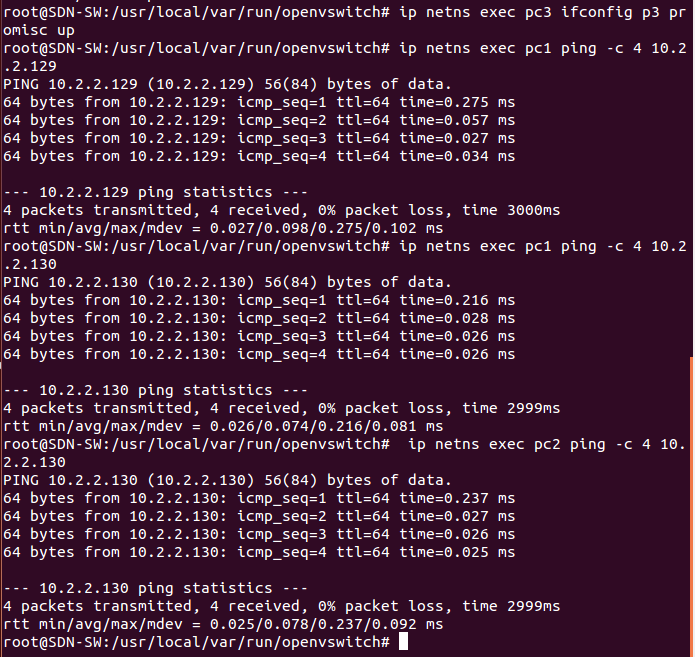 root@SDN-SW:/usr/local/var/run/openvswitch# ip netns exec pc3 ifconfig p3 pr
omisc up
root@SDN-SW:/usr/local/var/run/openvswitch# ip netns exec pc1 ping -c 4 10.2
.2.129
PING 10.2.2.129 (10.2.2.129) 56(84) bytes of data.
64 bytes from 10.2.2.129: icmp_seq=1 ttl=64 time=0.275 ms
64 bytes from 10.2.2.129: icmp_seq=2 ttl=64 time=0.057 ms
64 bytes from 10.2.2.129: icmp_seq=3 ttl=64 time=0.027 ms
64 bytes from 10.2.2.129: icmp_seq=4 ttl=64 time=0.034 ms

--- 10.2.2.129 ping statistics ---
4 packets transmitted, 4 received, 0% packet loss, time 3000ms
rtt min/avg/max/mdev = 0.027/0.098/0.275/0.102 ms
root@SDN-SW:/usr/local/var/run/openvswitch# ip netns exec pc1 ping -c 4 10.2
.2.130
PING 10.2.2.130 (10.2.2.130) 56(84) bytes of data.
64 bytes from 10.2.2.130: icmp_seq=1 ttl=64 time=0.216 ms
64 bytes from 10.2.2.130: icmp_seq=2 ttl=64 time=0.028 ms
64 bytes from 10.2.2.130: icmp_seq=3 ttl=64 time=0.026 ms
64 bytes from 10.2.2.130: icmp_seq=4 ttl=64 time=0.026 ms

--- 10.2.2.130 ping statistics ---
4 packets transmitted, 4 received, 0% packet loss, time 2999ms
rtt min/avg/max/mdev = 0.026/0.074/0.216/0.081 ms
root@SDN-SW:/usr/local/var/run/openvswitch#  ip netns exec pc2 ping -c 4 10.
2.2.130
PING 10.2.2.130 (10.2.2.130) 56(84) bytes of data.
64 bytes from 10.2.2.130: icmp_seq=1 ttl=64 time=0.237 ms
64 bytes from 10.2.2.130: icmp_seq=2 ttl=64 time=0.027 ms
64 bytes from 10.2.2.130: icmp_seq=3 ttl=64 time=0.026 ms
64 bytes from 10.2.2.130: icmp_seq=4 ttl=64 time=0.025 ms

--- 10.2.2.130 ping statistics ---
4 packets transmitted, 4 received, 0% packet loss, time 2999ms
rtt min/avg/max/mdev = 0.025/0.078/0.237/0.092 ms
root@SDN-SW:/usr/local/var/run/openvswitch#